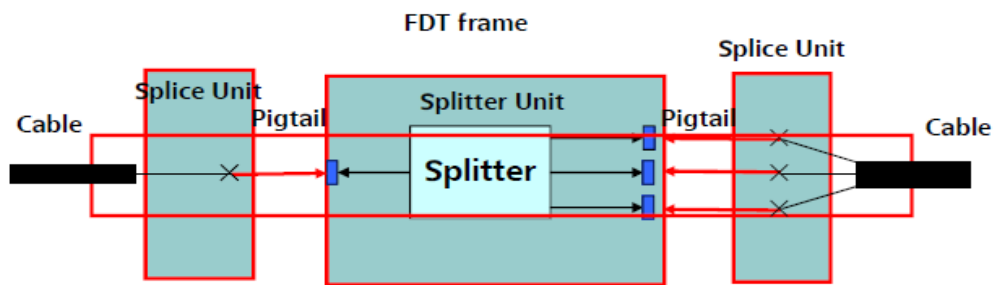 FDT frame
Splice Unit
Splice Unit
Splitter Unit
Pigtail
Pigtail
Cable
Cable
Splitter